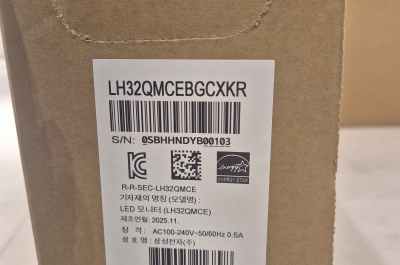 LH32QMCEBGCXKR
S/N: 0SBHHNDYB00103
ENERGY STAR
R-R-SEC-LH32QMCE
기자재의 명칭 (모델명) :
LED 모니터 (LH32QMCE)
제조연월: 2025.11.
정 격 : AC100-240V~50/60Hz 0.5A
상 호 명 : 삼성전자(주)